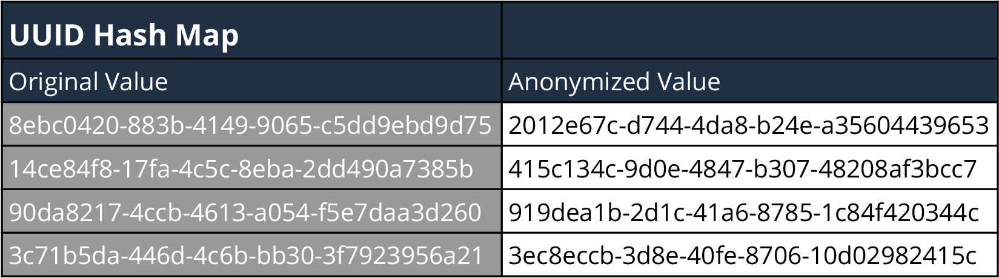 UUID Hash Map
Original Value Anonymized Value
8ebc0420-883b-4149-9065-c5dd9ebd9d75 2012e67c-d744-4da8-b24e-a35604439653
14ce84f8-17fa-4c5c-8eba-2dd490a7385b 415c134c-9d0e-4847-b307-48208af3bcc7
90da8217-4ccb-4613-a054-f5e7daa3d260 919dea1b-2d1c-41a6-8785-1c84f420344c
3c71b5da-446d-4c6b-bb30-3f7923956a21 3ec8eccb-3d8e-40fe-8706-10d02982415c